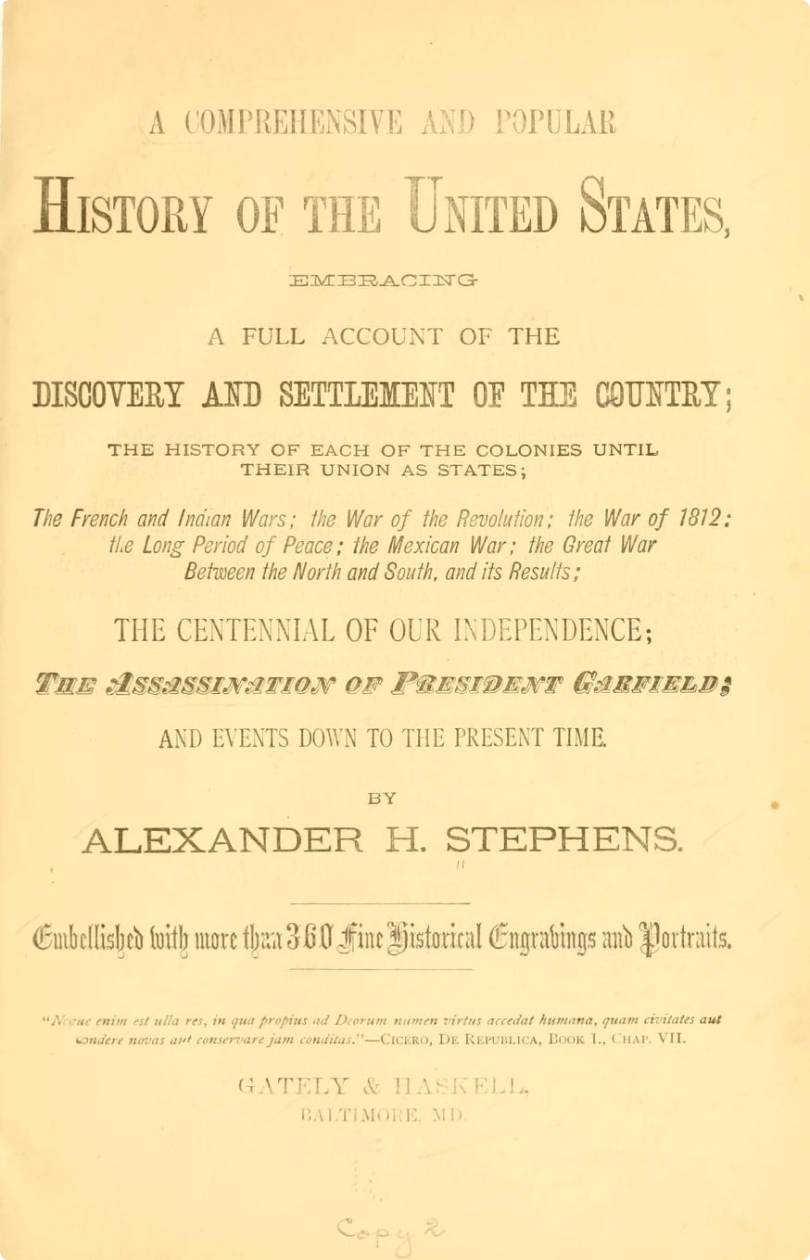 A COMPREHENSIVE AND POPULAR
HISTORY OF THE UNITED STATES,
EMBRACING
A FULL ACCOUNT OF THE
DISCOVERY AND SETTLEMENT OF THE COUNTRY;
THE HISTORY OF EACH OF THE COLONIES UNTIL
THEIR UNION AS STATES;
The French and Indian Wars; the War of the Revolution; the War of 1812;
the Long Period of Peace; the Mexican War; the Great War
Between the North and South, and its Results;
THE CENTENNIAL OF OUR INDEPENDENCE;
THE ASSASSINATION OF PRESIDENT GARFIELD;
AND EVENTS DOWN TO THE PRESENT TIME.
BY
ALEXANDER H. STEPHENS.
Embellished with more than 360 Fine Historical Engravings and Portraits.
"Neque enim est ulla res, in qua propius ad Deorum numen virtus accedat humana, quam civitates aut
condere novas aut conservare jam conditas."—CICERO, DE REPUBLICA, BOOK I., CHAP. VII.
GATELY & HASKELL,
BALTIMORE, MD.
Copy 2